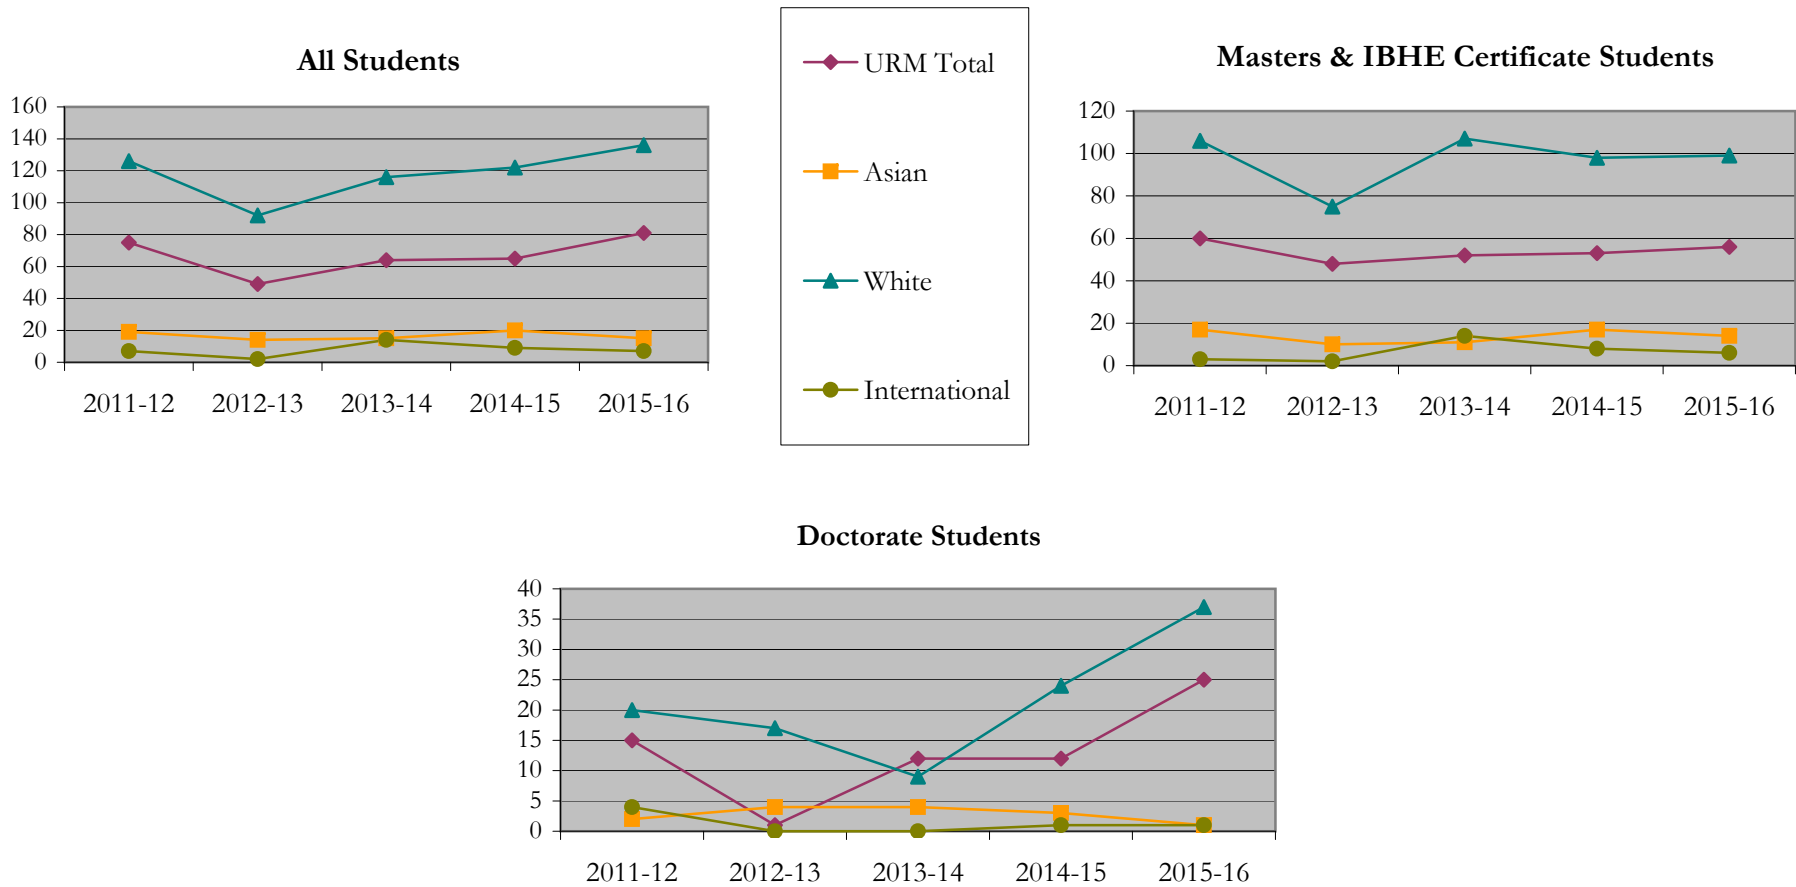 All Students
160
140
120
100
80
60
40
20
0
2011-12 2012-13 2013-14 2014-15 2015-16
URM Total
Asian
White
International
Masters & IBHE Certificate Students
120
100
80
60
40
20
0
2011-12 2012-13 2013-14 2014-15 2015-16
Doctorate Students
40
35
30
25
20
15
10
5
0
2011-12 2012-13 2013-14 2014-15 2015-16